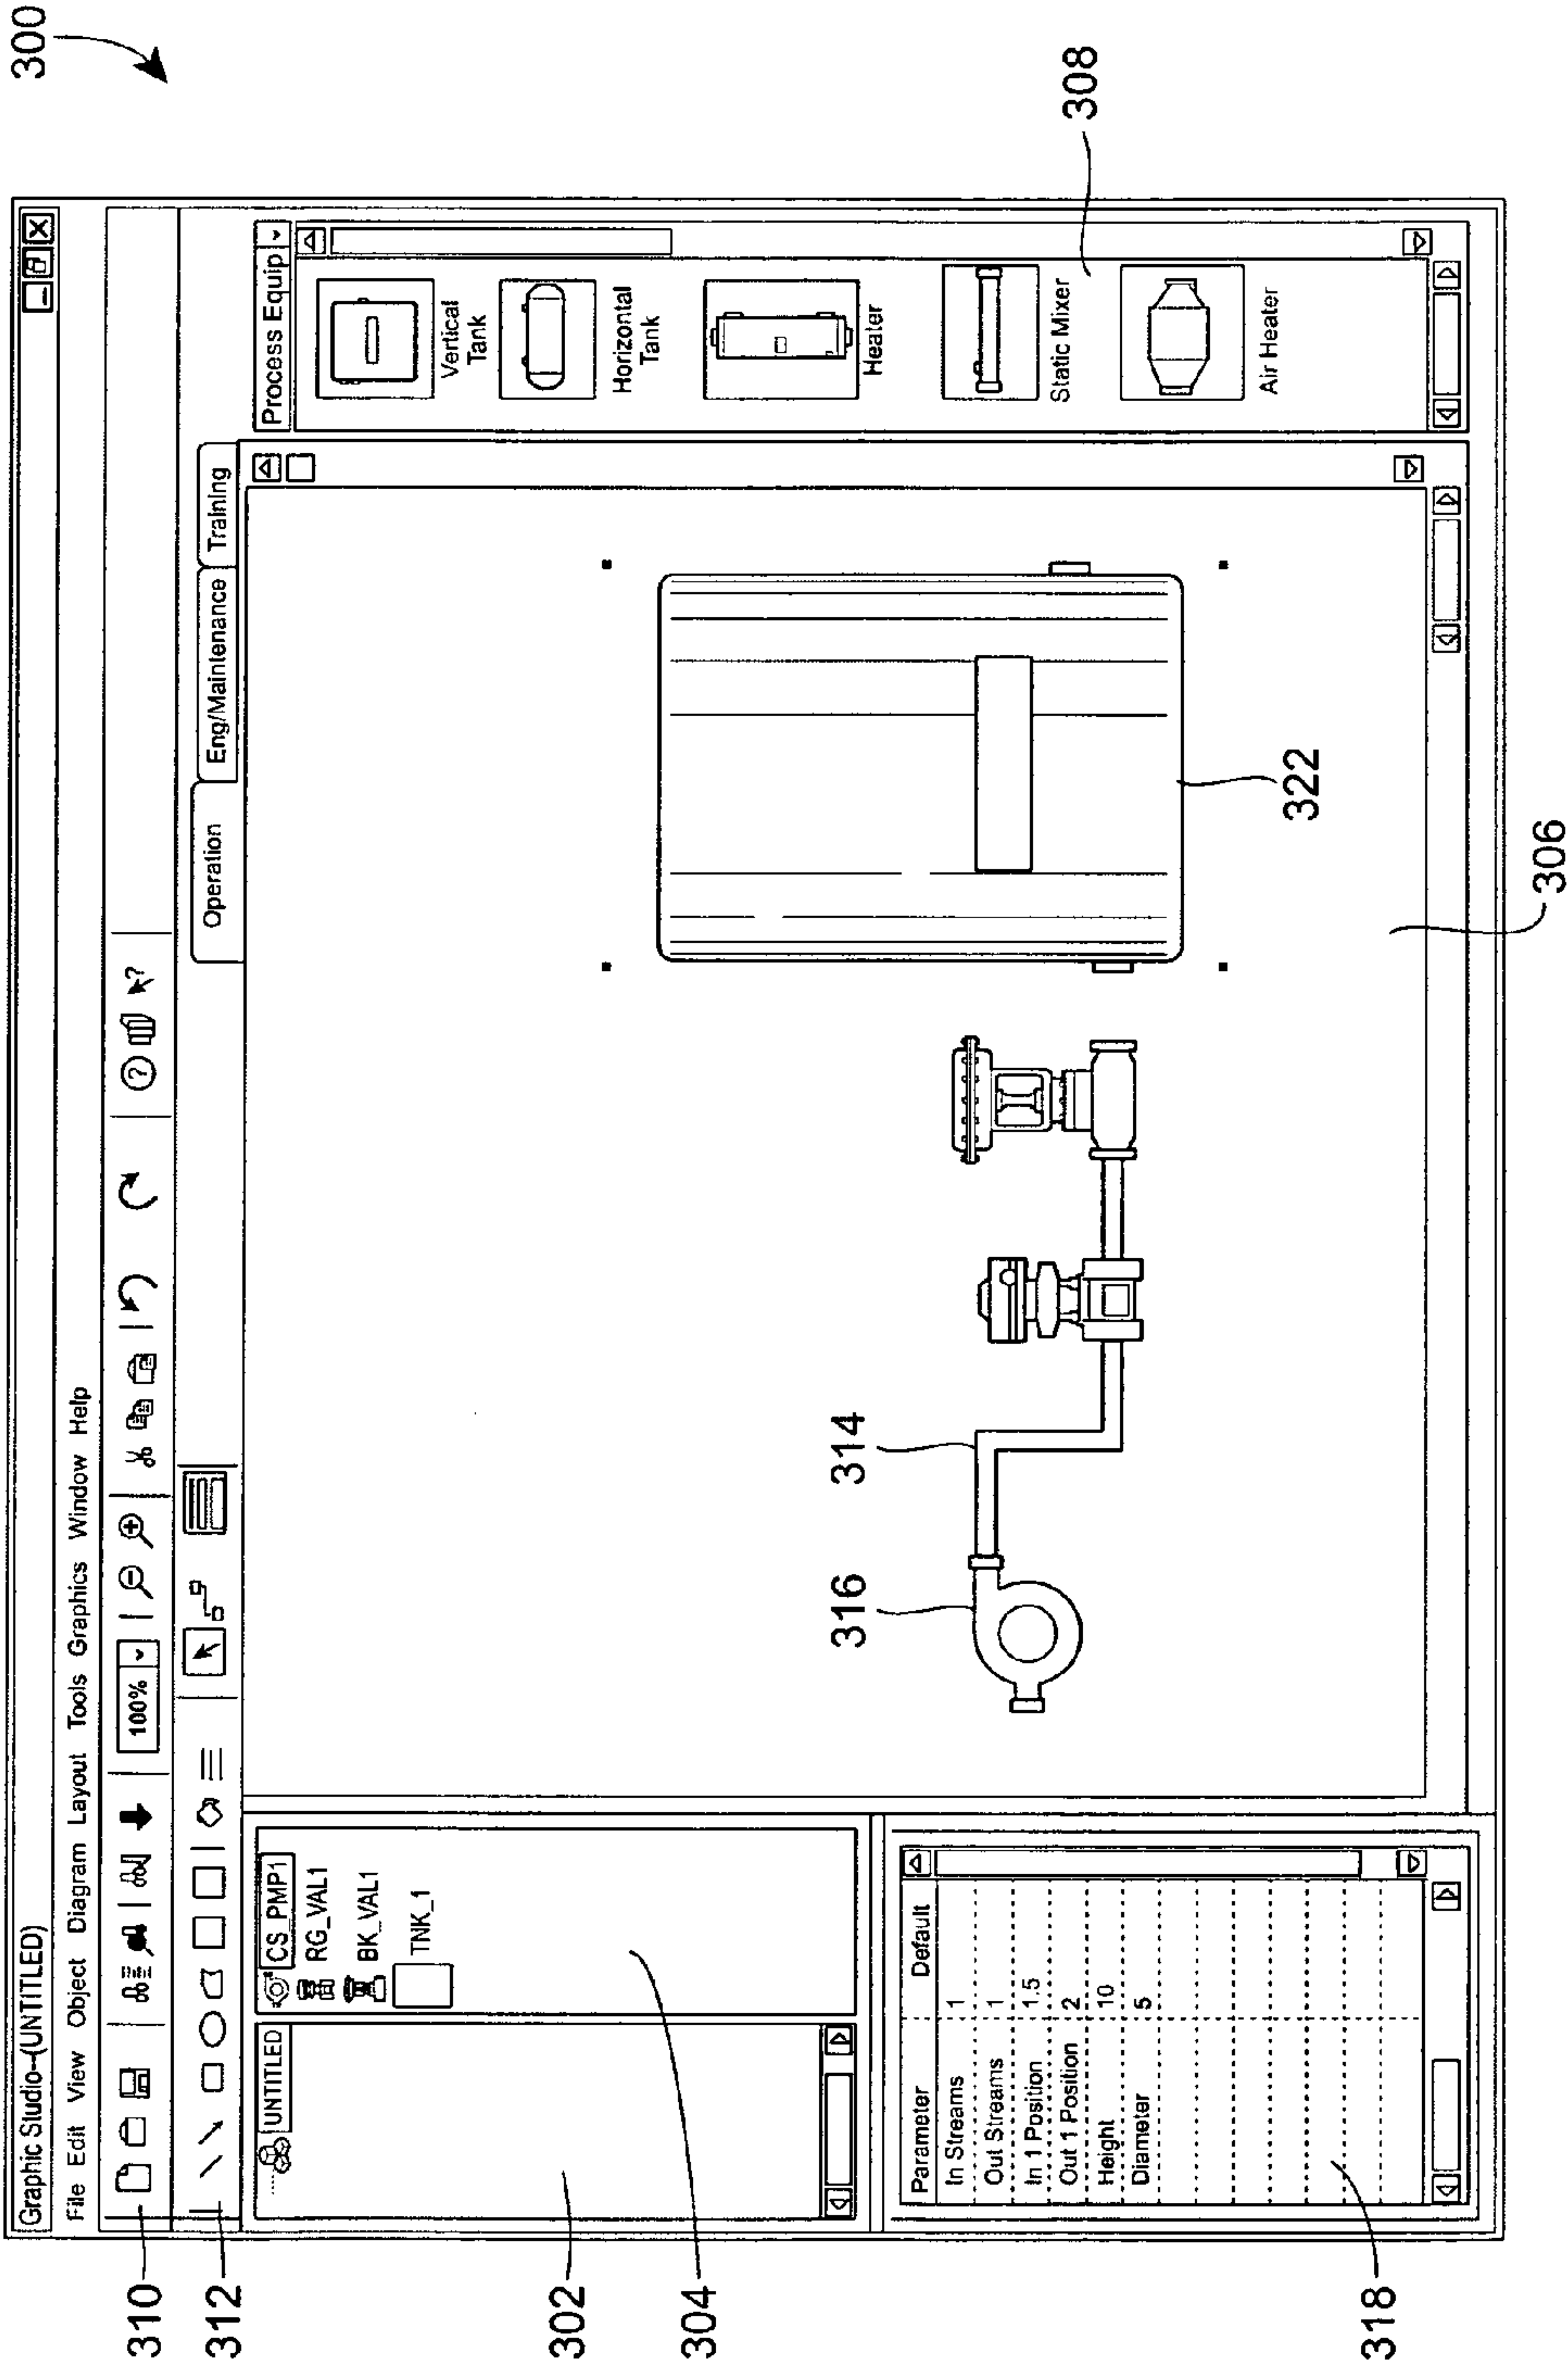 300
Graphic Studio--(UNTITLED)
File Edit View Object Diagram Layout Tools Graphics Window Help
310
100%
?
?
312
Operation
Eng/Maintenance
Training
UNTITLED
CS_PMP1
RG_VAL1
BK_VAL1
TNK_1
302
304
Parameter Default
In Streams 1
Out Streams 1
In 1 Position 1.5
Out 1 Position 2
Height 10
Diameter 5
318
316
314
322
306
Process Equip
Vertical
Tank
Horizontal
Tank
Heater
Static Mixer
Air Heater
308